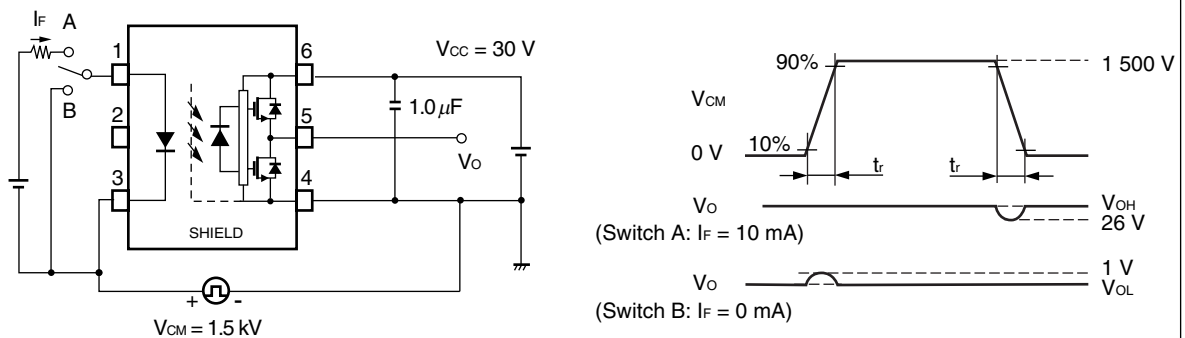 IF
A
B
1
2
3
6
5
4
SHIELD
VCC = 30 V
1.0 μF
VO
+
-
VCM = 1.5 kV
90%
1 500 V
VCM
10%
0 V
tr
tr
VO
VOH
26 V
(Switch A: IF = 10 mA)
1 V
VO
VOL
(Switch B: IF = 0 mA)